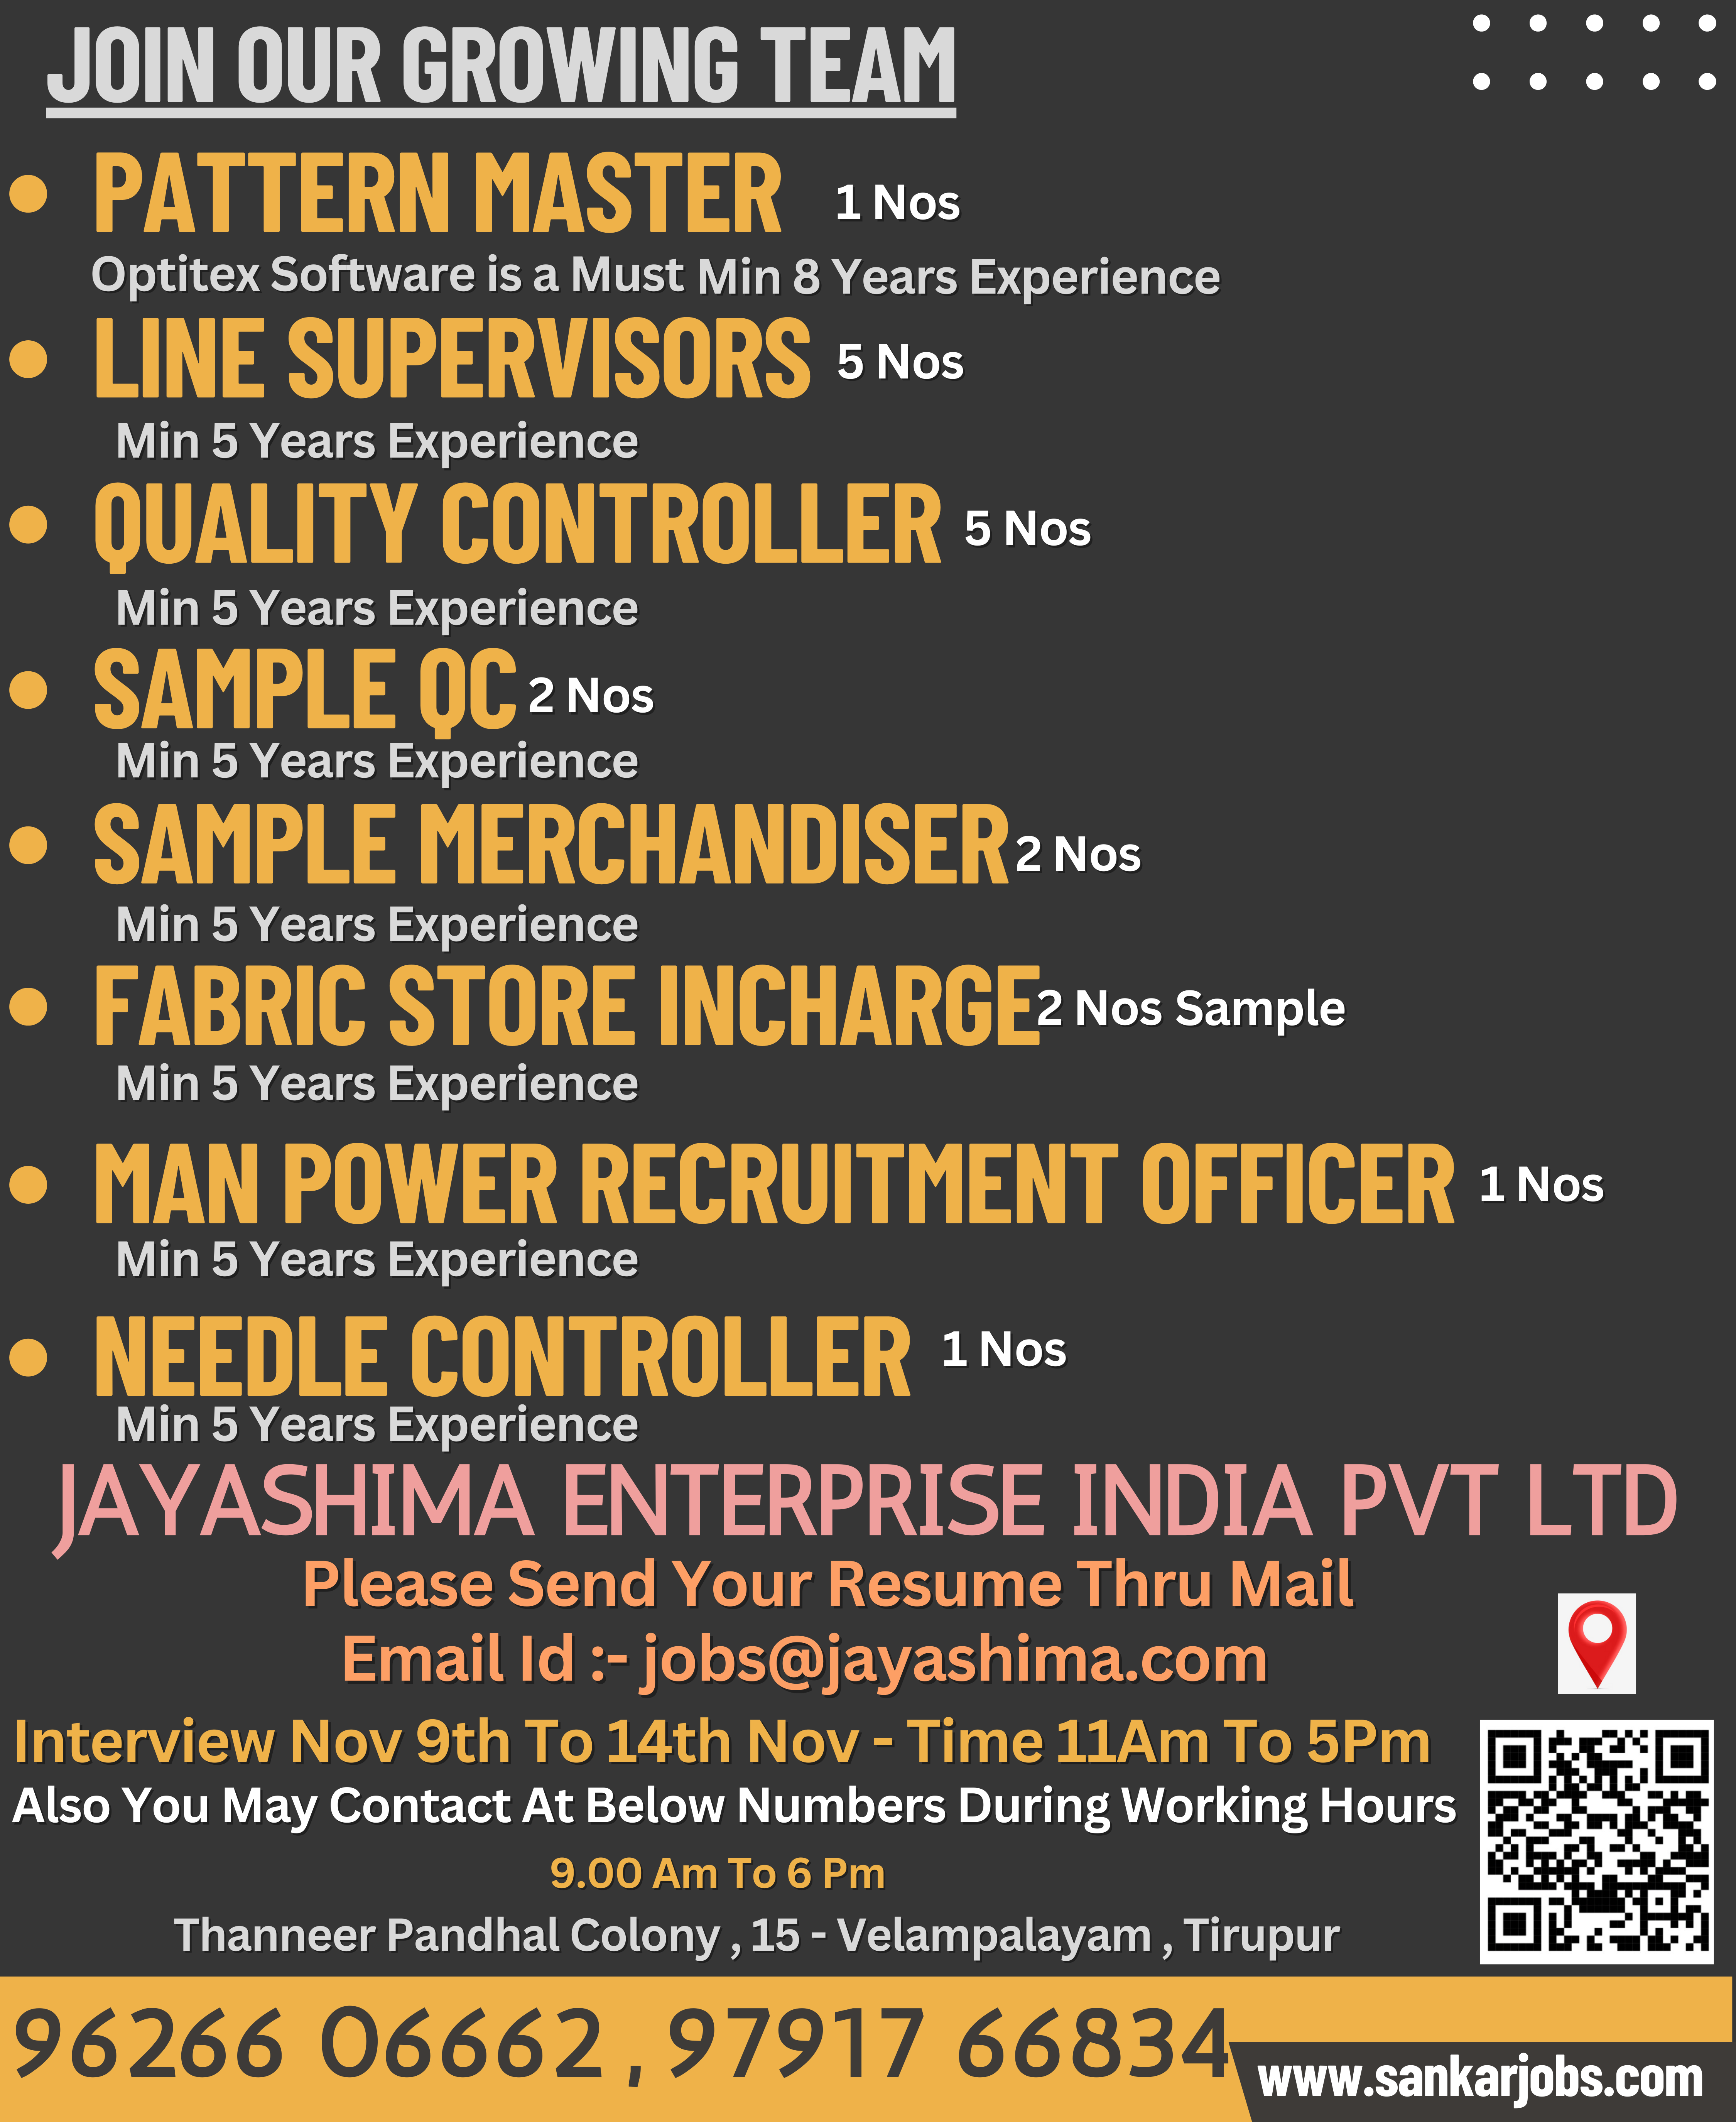 JOIN OUR GROWING TEAM
PATTERN MASTER 1 Nos
Optitex Software is a Must Min 8 Years Experience
LINE SUPERVISORS 5 Nos
Min 5 Years Experience
QUALITY CONTROLLER 5 Nos
Min 5 Years Experience
SAMPLE QC 2 Nos
Min 5 Years Experience
SAMPLE MERCHANDISER 2 Nos
Min 5 Years Experience
FABRIC STORE INCHARGE 2 Nos Sample
Min 5 Years Experience
MAN POWER RECRUITMENT OFFICER 1 Nos
Min 5 Years Experience
NEEDLE CONTROLLER 1 Nos
Min 5 Years Experience
JAYASHIMA ENTERPRISE INDIA PVT LTD
Please Send Your Resume Thru Mail
Email Id :- jobs@jayashima.com
Interview Nov 9th To 14th Nov - Time 11Am To 5Pm
Also You May Contact At Below Numbers During Working Hours
9.00 Am To 6 Pm
Thanneer Pandhal Colony , 15 - Velampalayam , Tirupur
96266 06662 , 97917 66834
www.sankarjobs.com